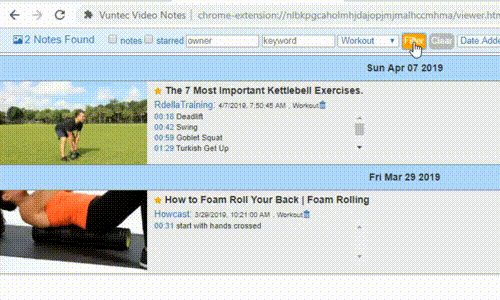 Vuntec Video Notes
chrome-extension://nlbkpgcaholmhjdajopjmjmalhccmhma/viewer.htm
2 Notes Found notes starred owner keyword Workout Filter Clear Date Adde
Sun Apr 07 2019
The 7 Most Important Kettlebell Exercises.
RdellaTraining: 4/7/2019, 7:50:45 AM , Workout
00:18 Deadlift
00:42 Swing
00:59 Goblet Squat
01:29 Turkish Get Up
Fri Mar 29 2019
How to Foam Roll Your Back | Foam Rolling
Howcast: 3/29/2019, 10:21:00 AM , Workout
00:31 start with hands crossed